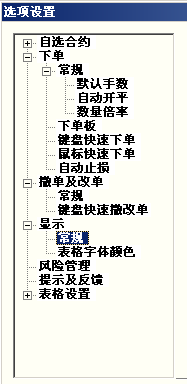 选项设置
自选合约
下单
常规
默认手数
自动开平
数量倍率
下单板
键盘快速下单
鼠标快速下单
自动止损
撤单及改单
常规
键盘快速撤改单
显示
常规
表格字体颜色
风险管理
提示及反馈
表格设置